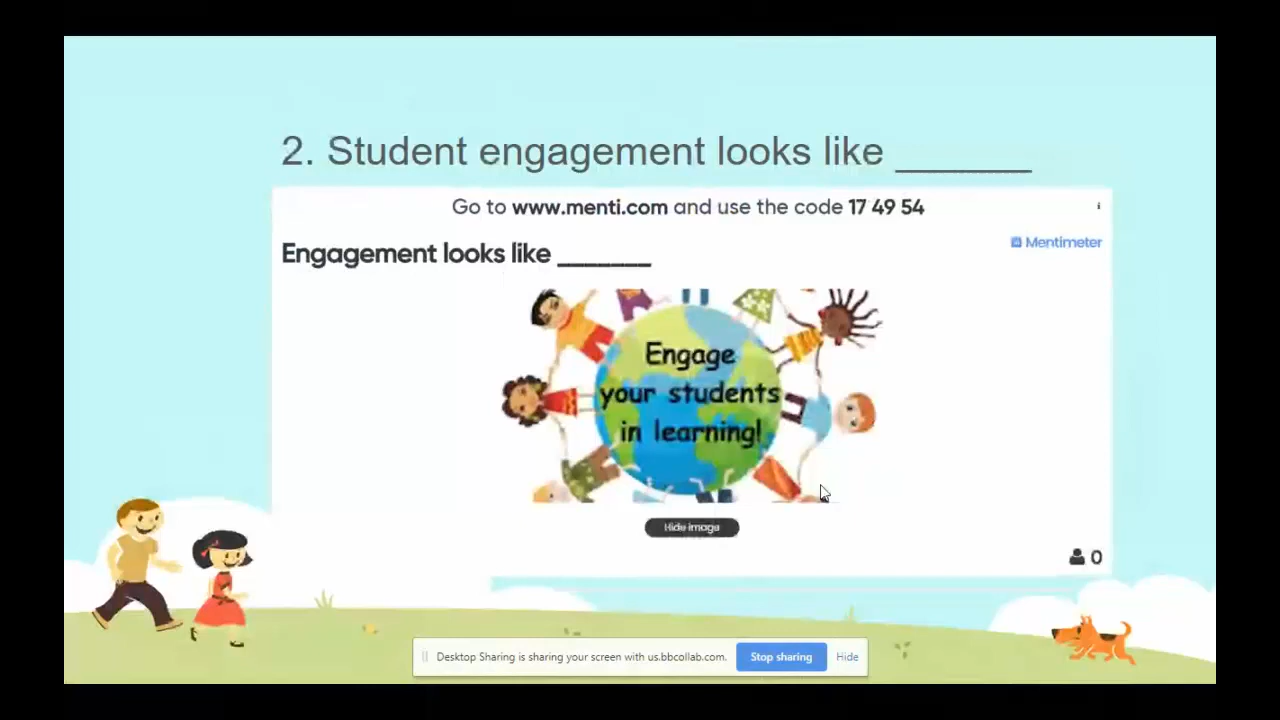 2. Student engagement looks like ______
Go to www.menti.com and use the code 17 49 54
i
Mentimeter
Engagement looks like _______
Engage
your students
in learning!
Hide image
0
Desktop Sharing is sharing your screen with us.bbcollab.com. Stop sharing Hide